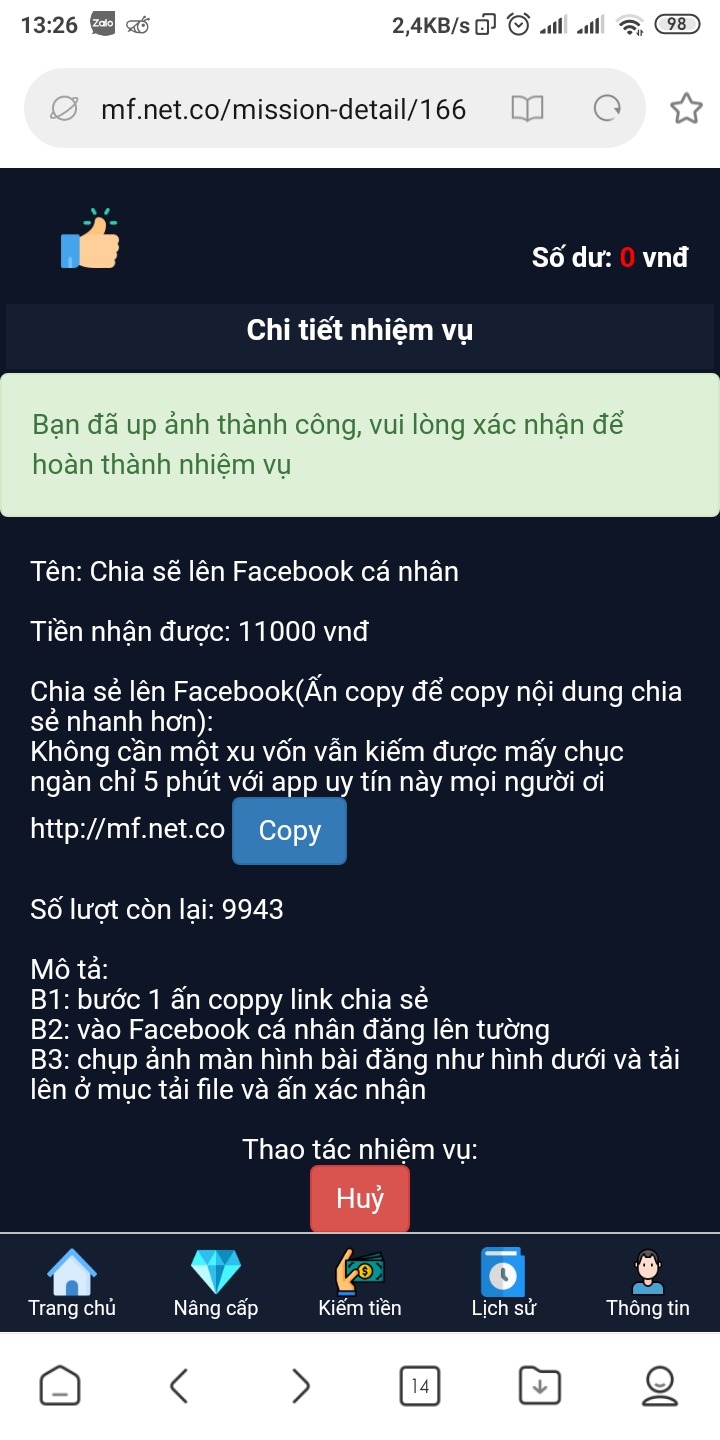 13:26 Zalo 2,4KB/s 98
mf.net.co/mission-detail/166
Số dư: 0 vnđ
Chi tiết nhiệm vụ
Bạn đã up ảnh thành công, vui lòng xác nhận để
hoàn thành nhiệm vụ
Tên: Chia sẽ lên Facebook cá nhân
Tiền nhận được: 11000 vnđ
Chia sẻ lên Facebook(Ấn copy để copy nội dung chia
sẻ nhanh hơn):
Không cần một xu vốn vẫn kiếm được mấy chục
ngàn chỉ 5 phút với app uy tín này mọi người ơi
http://mf.net.co Copy
Số lượt còn lại: 9943
Mô tả:
B1: bước 1 ấn coppy link chia sẻ
B2: vào Facebook cá nhân đăng lên tường
B3: chụp ảnh màn hình bài đăng như hình dưới và tải
lên ở mục tải file và ấn xác nhận
Thao tác nhiệm vụ:
Huỷ
Trang chủ Nâng cấp Kiếm tiền Lịch sử Thông tin
14